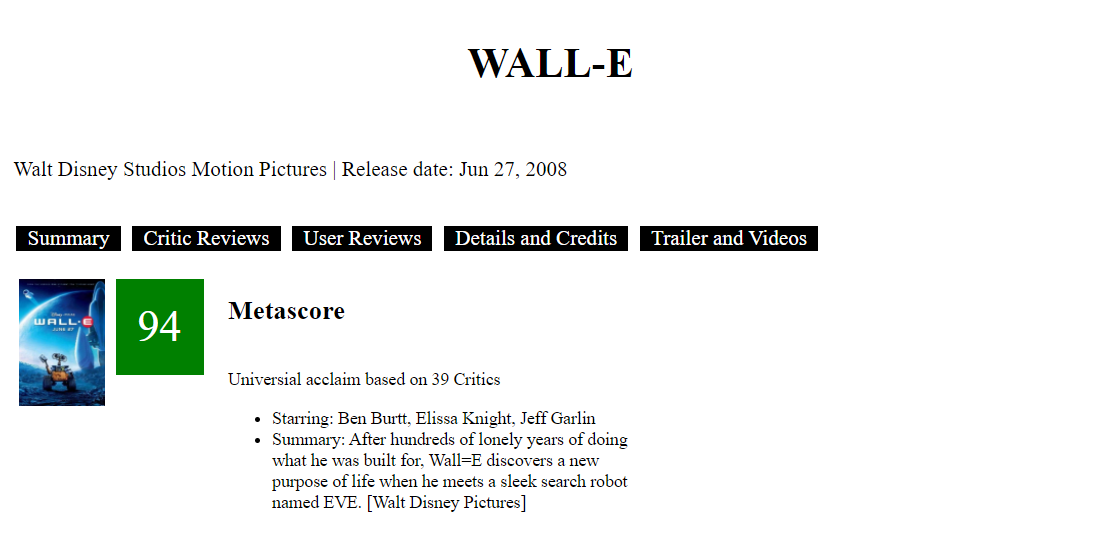 WALL-E
Walt Disney Studios Motion Pictures | Release date: Jun 27, 2008
Summary Critic Reviews User Reviews Details and Credits Trailer and Videos
WALL•E
94
Metascore
Universial acclaim based on 39 Critics
• Starring: Ben Burtt, Elissa Knight, Jeff Garlin
• Summary: After hundreds of lonely years of doing
what he was built for, Wall=E discovers a new
purpose of life when he meets a sleek search robot
named EVE. [Walt Disney Pictures]